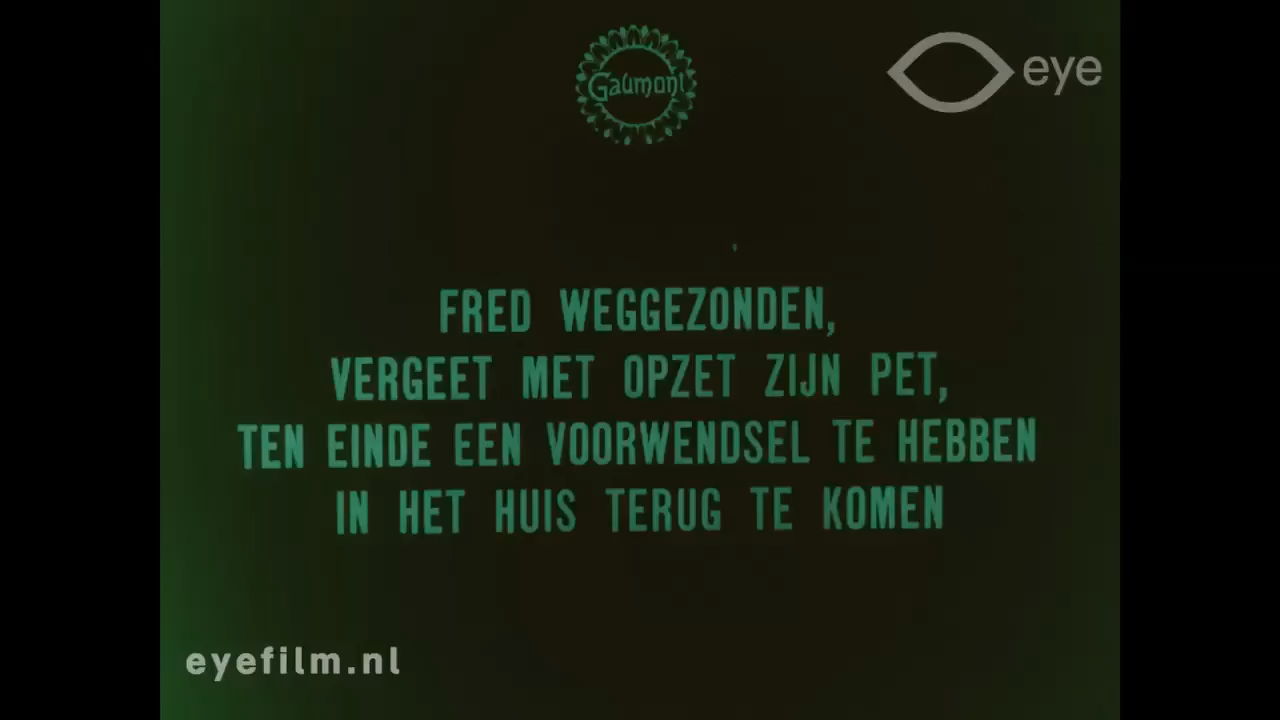 Gaumont
eye
FRED WEGGEZONDEN,
VERGEET MET OPZET ZIJN PET,
TEN EINDE EEN VOORWENDSEL TE HEBBEN
IN HET HUIS TERUG TE KOMEN
eyefilm.nl